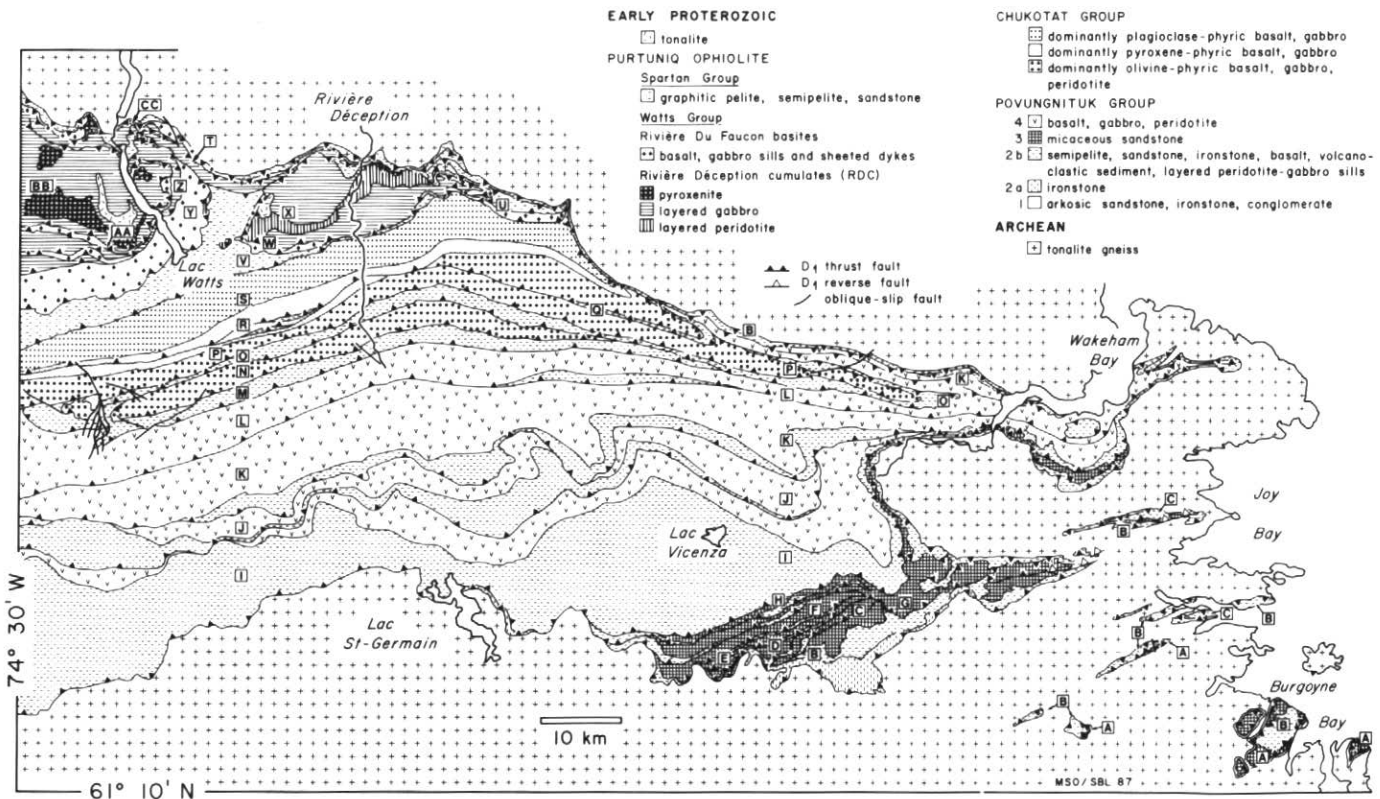 EARLY PROTEROZOIC
tonalite
PURTUNIQ OPHIOLITE
Spartan Group
graphitic pelite, semipelite, sandstone
Watts Group
Rivière Du Faucon basites
basalt, gabbro sills and sheeted dykes
Rivière Déception cumulates (RDC)
pyroxenite
layered gabbro
layered peridotite
D1 thrust fault
D1 reverse fault
oblique-slip fault
CHUKOTAT GROUP
dominantly plagioclase-phyric basalt, gabbro
dominantly pyroxene-phyric basalt, gabbro
dominantly olivine-phyric basalt, gabbro,
peridotite
POVUNGNITUK GROUP
4 basalt, gabbro, peridotite
3 micaceous sandstone
2b semipelite, sandstone, ironstone, basalt, volcano-
clastic sediment, layered peridotite-gabbro sills
2a ironstone
1 arkosic sandstone, ironstone, conglomerate
ARCHEAN
tonalite gneiss
CC
Rivière
Déception
T
BB
Z
Y
X
U
AA
W
Lac
Watts
V
S
R
Q
B
Wakeham
Bay
P
O
N
P
K
M
L
O
L
K
K
J
J
C
B
Joy
Bay
Lac
Vicenza
I
I
H
F
C
G
E
D
B
C
B
B
A
Lac
St-Germain
74° 30' W
B
A
Burgoyne
Bay
B
A
A
10 km
MSO/SBL 87
61° 10' N